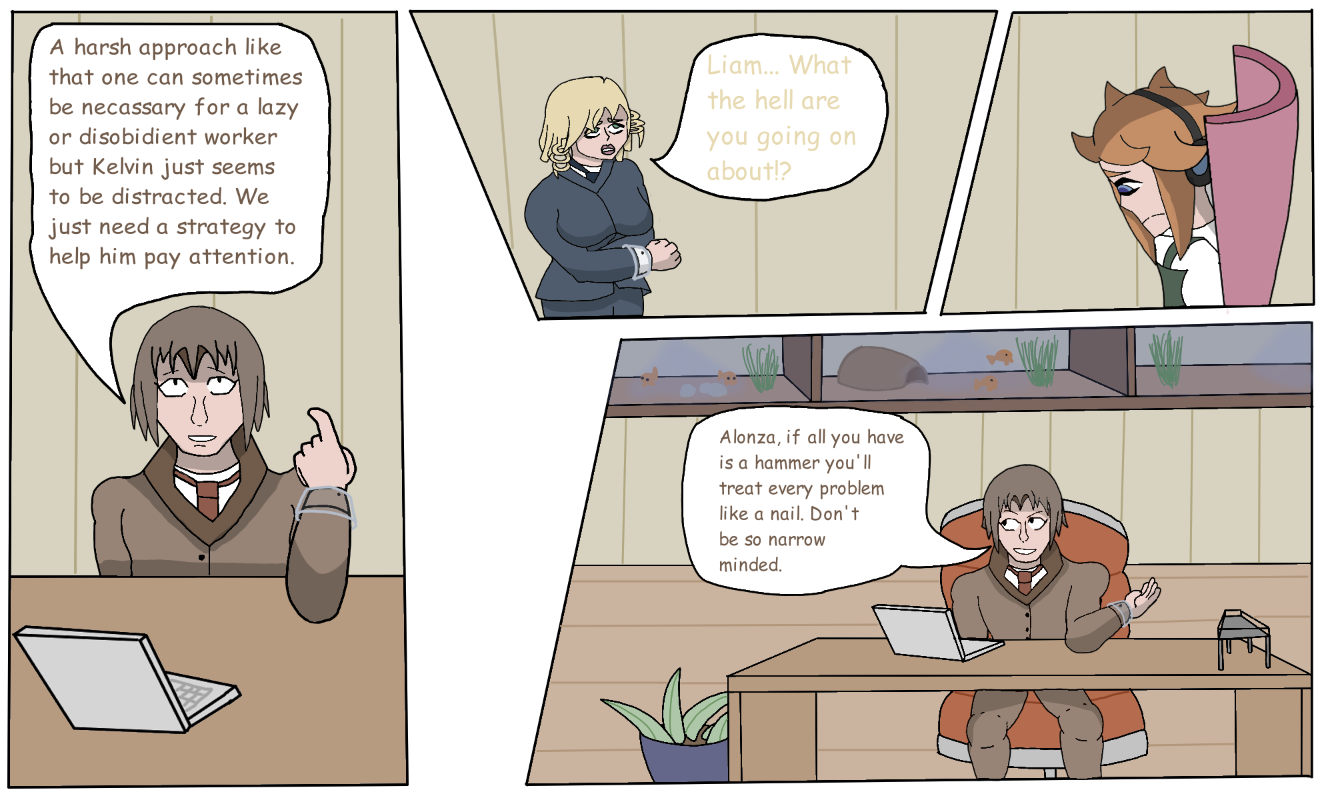 A harsh approach like
that one can sometimes
be necassary for a lazy
or disobidient worker
but Kelvin just seems
to be distracted. We
just need a strategy to
help him pay attention.
Liam... What
the hell are
you going on
about!?
Alonza, if all you have
is a hammer you'll
treat every problem
like a nail. Don't
be so narrow
minded.